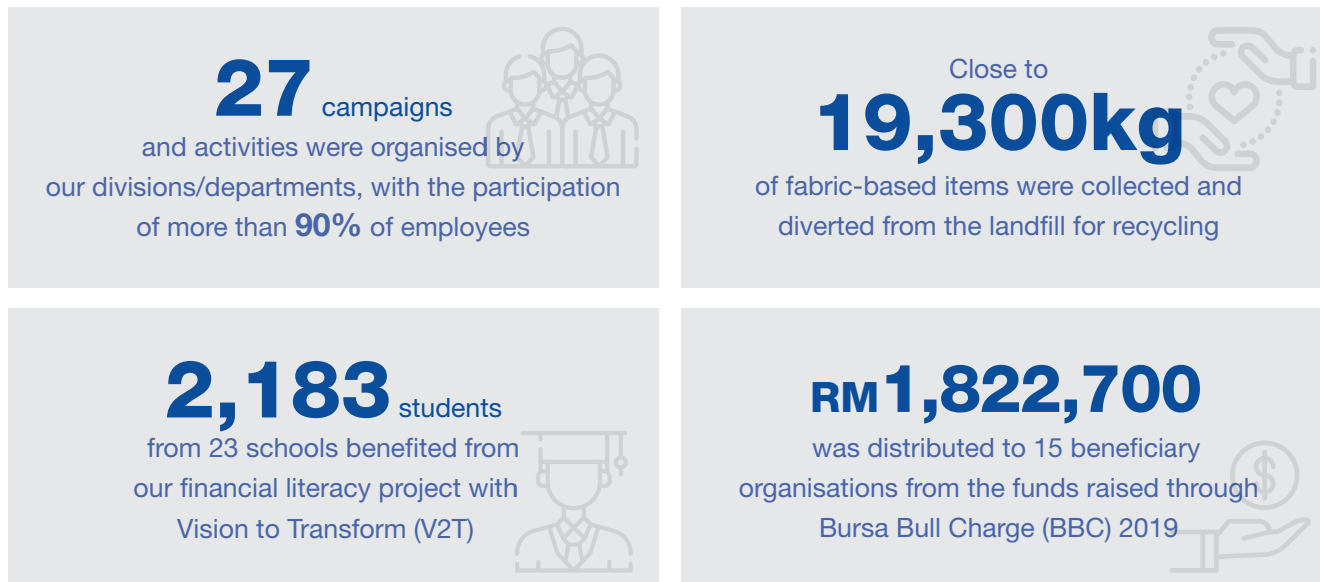 27 campaigns
and activities were organised by
our divisions/departments, with the participation
of more than 90% of employees
Close to
19,300kg
of fabric-based items were collected and
diverted from the landfill for recycling
2,183 students
from 23 schools benefited from
our financial literacy project with
Vision to Transform (V2T)
RM1,822,700
was distributed to 15 beneficiary
organisations from the funds raised through
Bursa Bull Charge (BBC) 2019
$